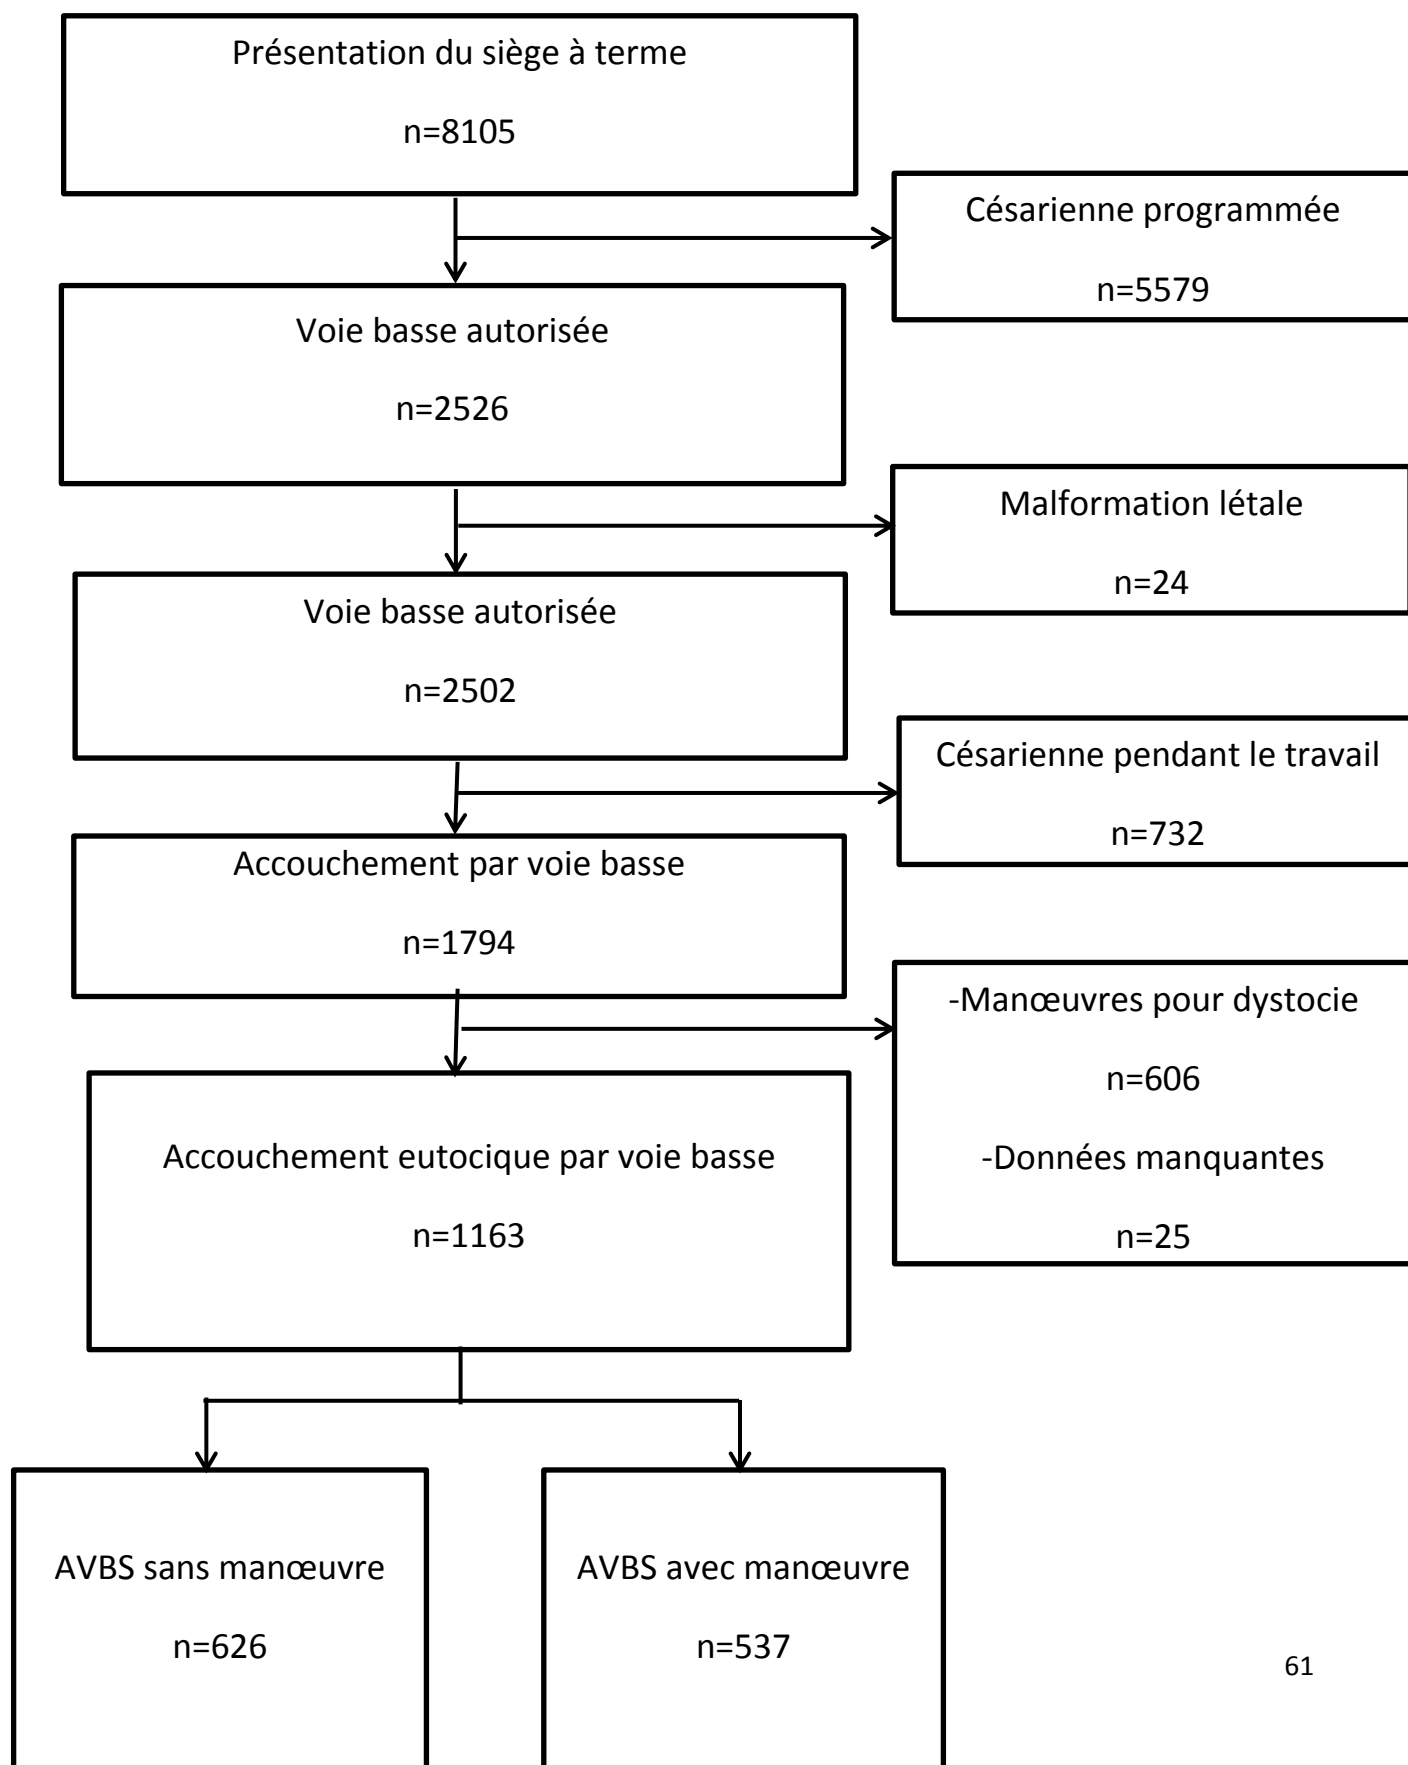 Présentation du siège à terme
n=8105
Césarienne programmée
n=5579
Voie basse autorisée
n=2526
Malformation létale
n=24
Voie basse autorisée
n=2502
Césarienne pendant le travail
n=732
Accouchement par voie basse
n=1794
-Manœuvres pour dystocie
n=606
-Données manquantes
n=25
Accouchement eutocique par voie basse
n=1163
AVBS sans manœuvre
n=626
AVBS avec manœuvre
n=537
61